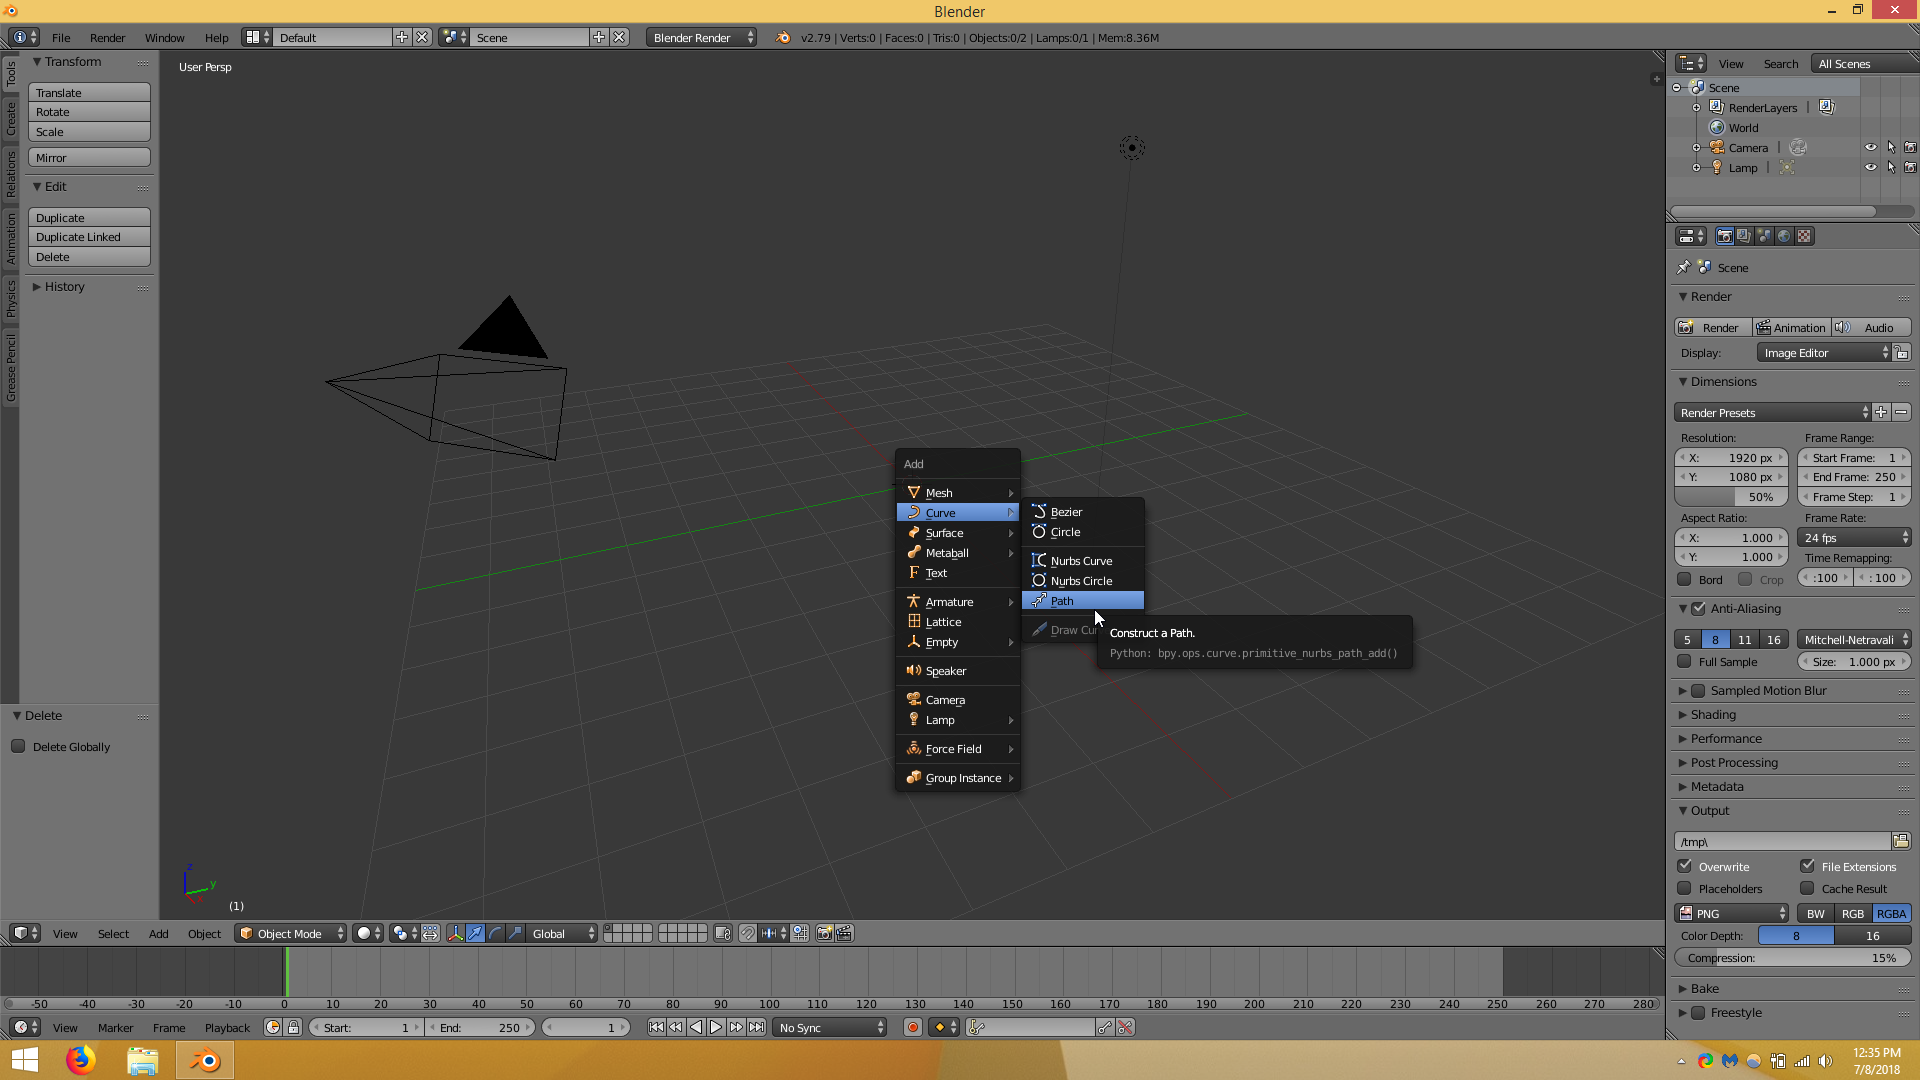 Blender
File Render Window Help Default Scene Blender Render v2.79 | Verts:0 | Faces:0 | Tris:0 | Objects:0/2 | Lamps:0/1 | Mem:8.36M
Tools
Create
Relations
Animation
Physics
Grease Pencil
Transform
Translate
Rotate
Scale
Mirror
Edit
Duplicate
Duplicate Linked
Delete
History
Delete
Delete Globally
User Persp
Add
Mesh
Curve
Surface
Metaball
Text
Armature
Lattice
Empty
Speaker
Camera
Lamp
Force Field
Group Instance
Bezier
Circle
Nurbs Curve
Nurbs Circle
Path
Draw Cu
Construct a Path.
Python: bpy.ops.curve.primitive_nurbs_path_add()
z
y
x
(1)
View Select Add Object Object Mode Global
-50 -40 -30 -20 -10 0 10 20 30 40 50 60 70 80 90 100 110 120 130 140 150 160 170 180 190 200 210 220 230 240 250 260 270 280
View Marker Frame Playback Start: 1 End: 250 1 No Sync
View Search All Scenes
Scene
RenderLayers |
World
Camera |
Lamp |
Scene
Render
Render Animation Audio
Display: Image Editor
Dimensions
Render Presets
Resolution: Frame Range:
X: 1920 px Start Frame: 1
Y: 1080 px End Frame: 250
50% Frame Step: 1
Aspect Ratio: Frame Rate:
X: 1.000 24 fps
Y: 1.000 Time Remapping:
Bord Crop :100 : 100
Anti-Aliasing
5 8 11 16 Mitchell-Netravali
Full Sample Size: 1.000 px
Sampled Motion Blur
Shading
Performance
Post Processing
Metadata
Output
/tmp\
Overwrite File Extensions
Placeholders Cache Result
PNG BW RGB RGBA
Color Depth: 8 16
Compression: 15%
Bake
Freestyle
12:35 PM
7/8/2018